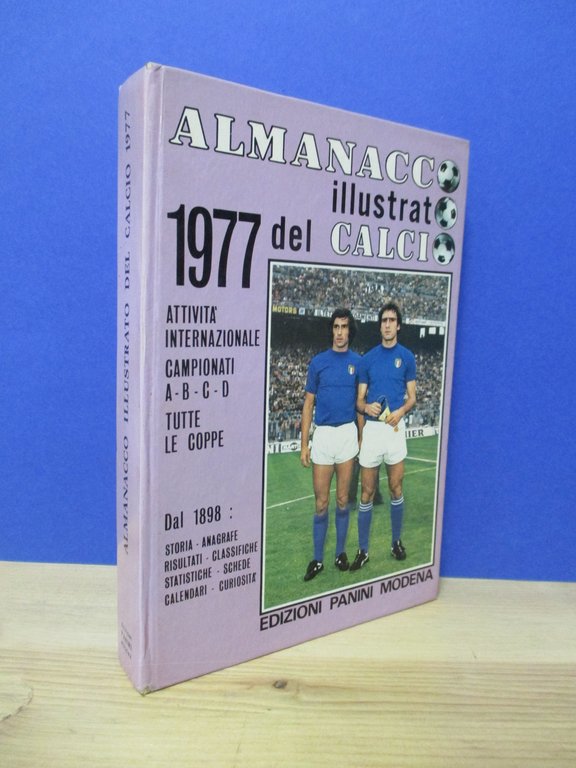 ALMANACCO
illustrato
1977 del CALCIO
ATTIVITA'
INTERNAZIONALE
CAMPIONATI
A-B-C-D
TUTTE
LE COPPE
Dal 1898 :
STORIA - ANAGRAFE
RISULTATI - CLASSIFICHE
STATISTICHE - SCHEDE
CALENDARI - CURIOSITA'
EDIZIONI PANINI MODENA
ALMANACCO ILLUSTRATO DEL CALCIO 1977
MOTORS